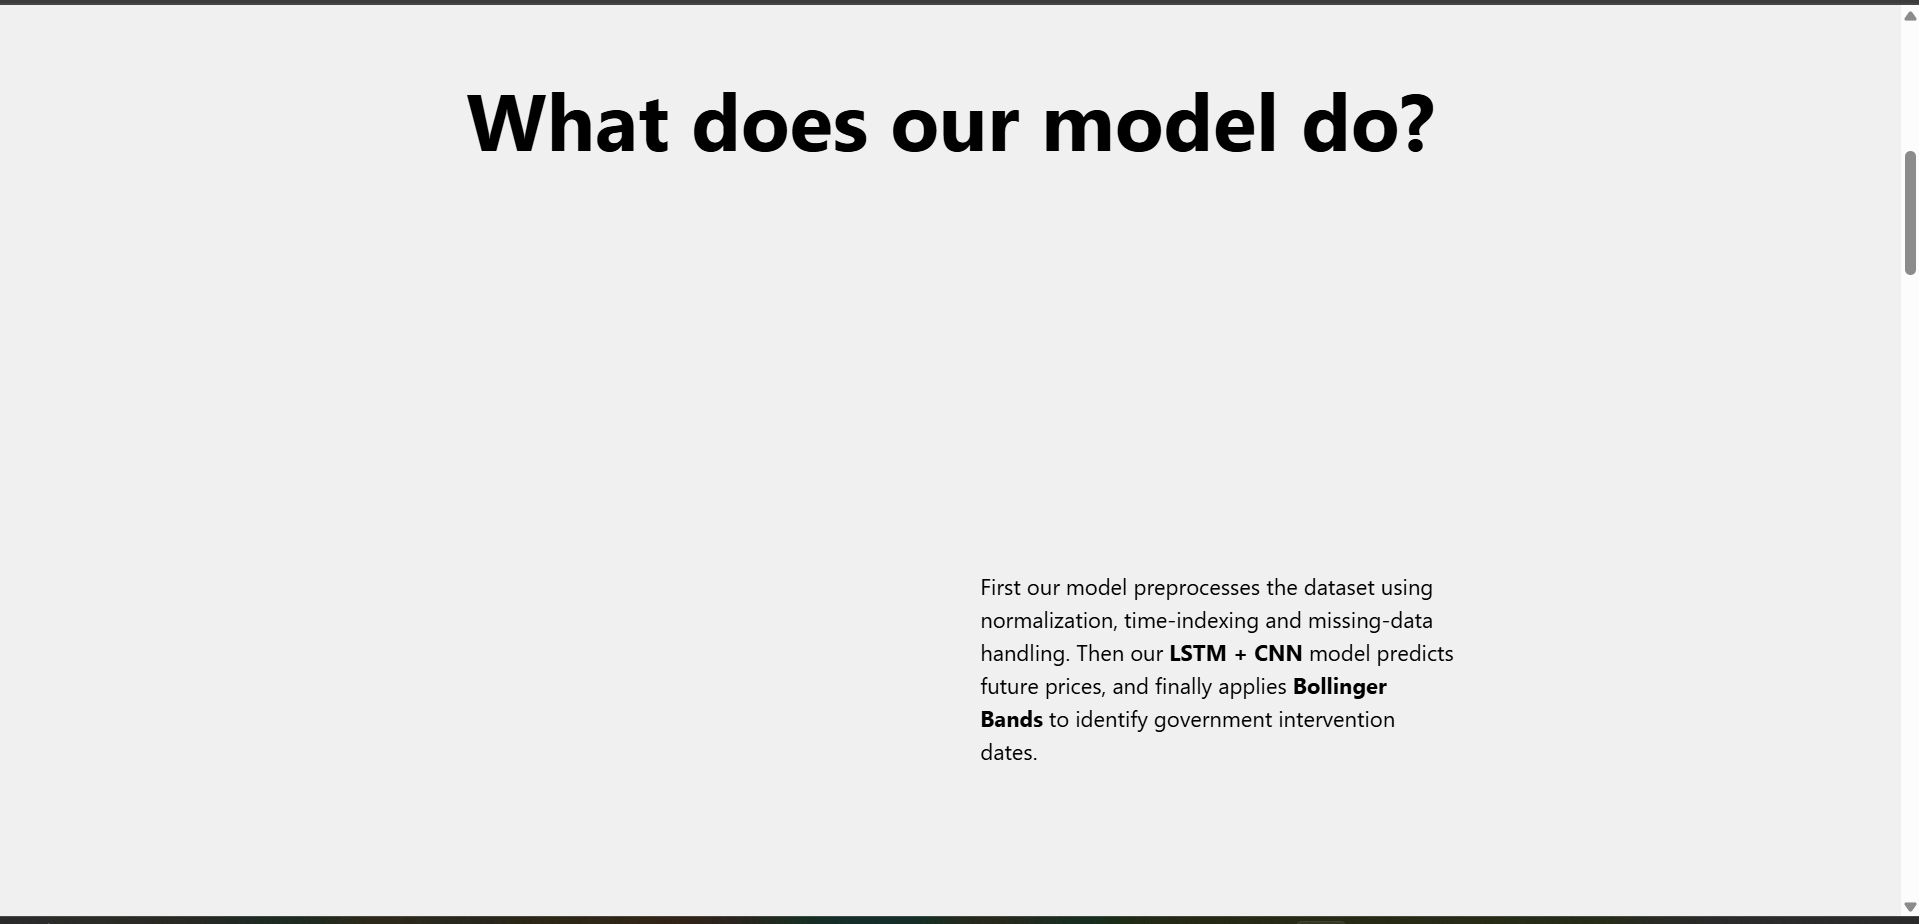 What does our model do?
First our model preprocesses the dataset using
normalization, time-indexing and missing-data
handling. Then our LSTM + CNN model predicts
future prices, and finally applies Bollinger
Bands to identify government intervention
dates.